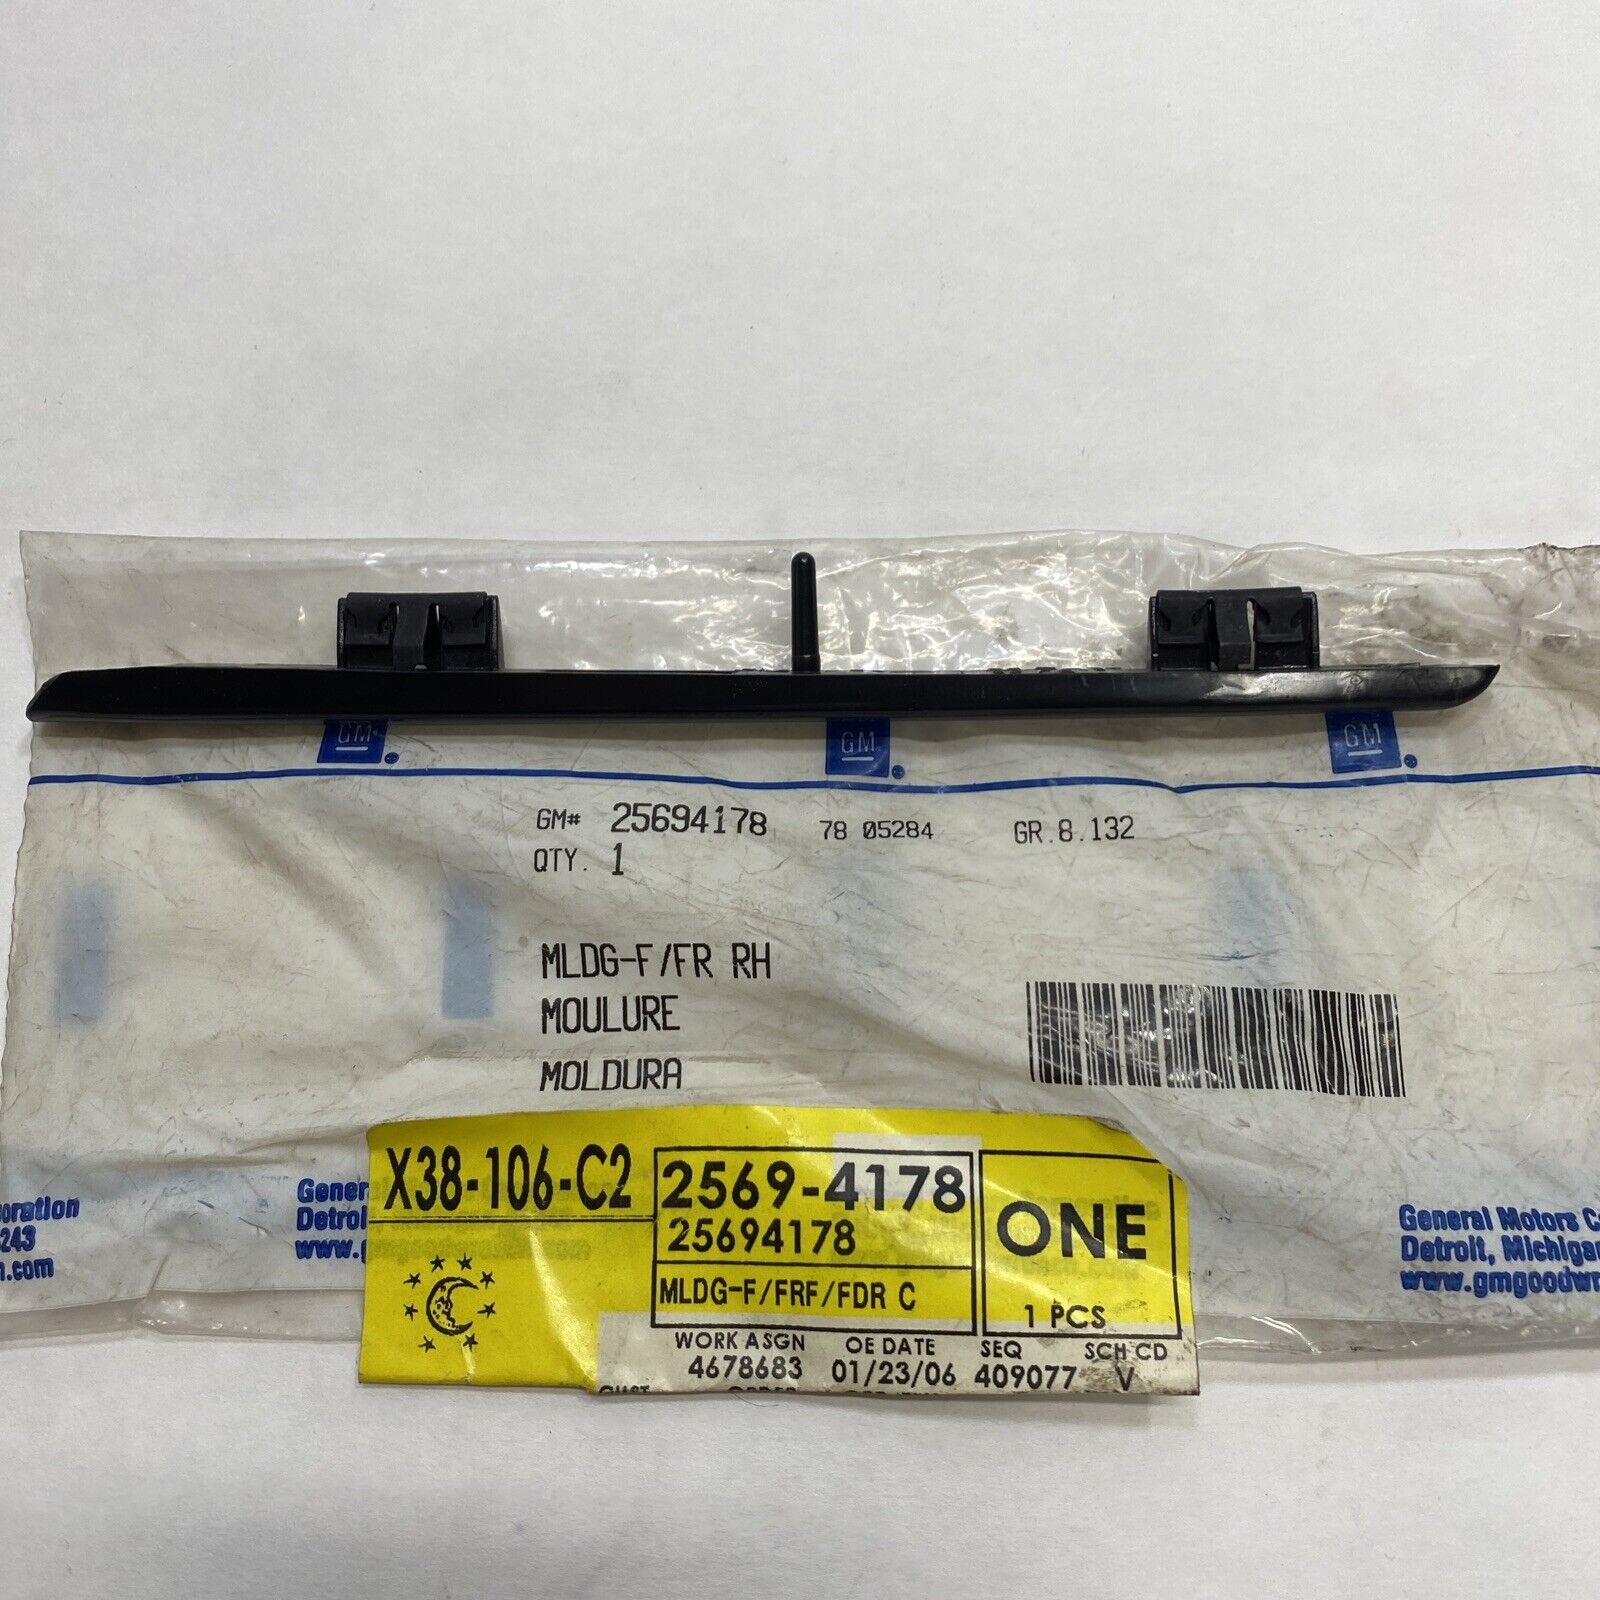 GM GM GM
GM# 25694178 78 05284 GR.8.132
QTY. 1
MLDG-F/FR RH
MOULURE
MOLDURA
X38-106-C2 2569-4178 ONE
25694178
MLDG-F/FRF/FDR C 1 PCS
WORK ASGN OE DATE SEQ SCH CD
4678683 01/23/06 409077 V
General Motors
Detroit, Michigan